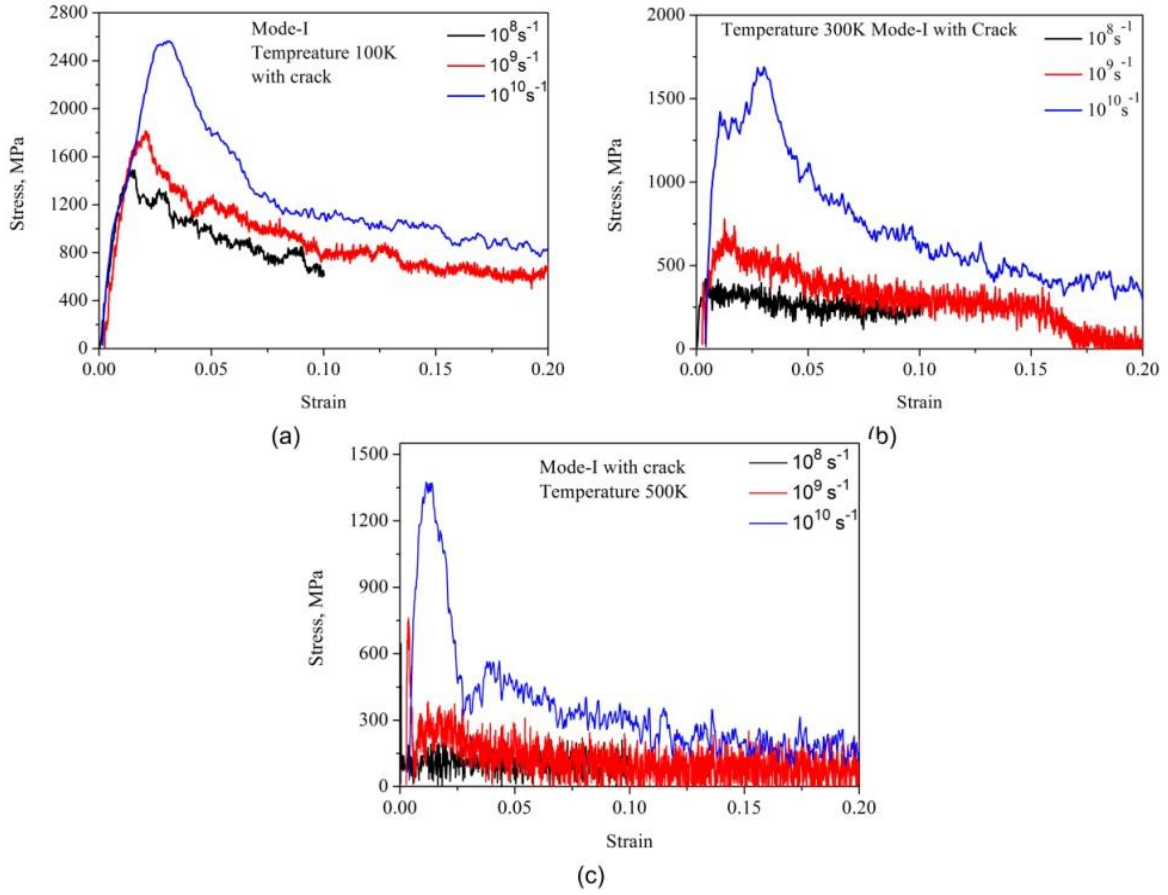 2800
2400
2000
1600
1200
800
400
0
Stress, MPa
Mode-I
Tempreature 100K
with crack
10⁸s⁻¹
10⁹s⁻¹
10¹⁰s⁻¹
0.00 0.05 0.10 0.15 0.20
Strain
(a)
2000
1500
1000
500
0
Stress, MPa
Temperature 300K Mode-I with Crack
10⁸s⁻¹
10⁹s⁻¹
10¹⁰s⁻¹
0.00 0.05 0.10 0.15 0.20
Strain
(b)
1500
1200
900
600
300
0
Stress, MPa
Mode-I with crack
Temperature 500K
10⁸ s⁻¹
10⁹ s⁻¹
10¹⁰ s⁻¹
0.00 0.05 0.10 0.15 0.20
Strain
(c)